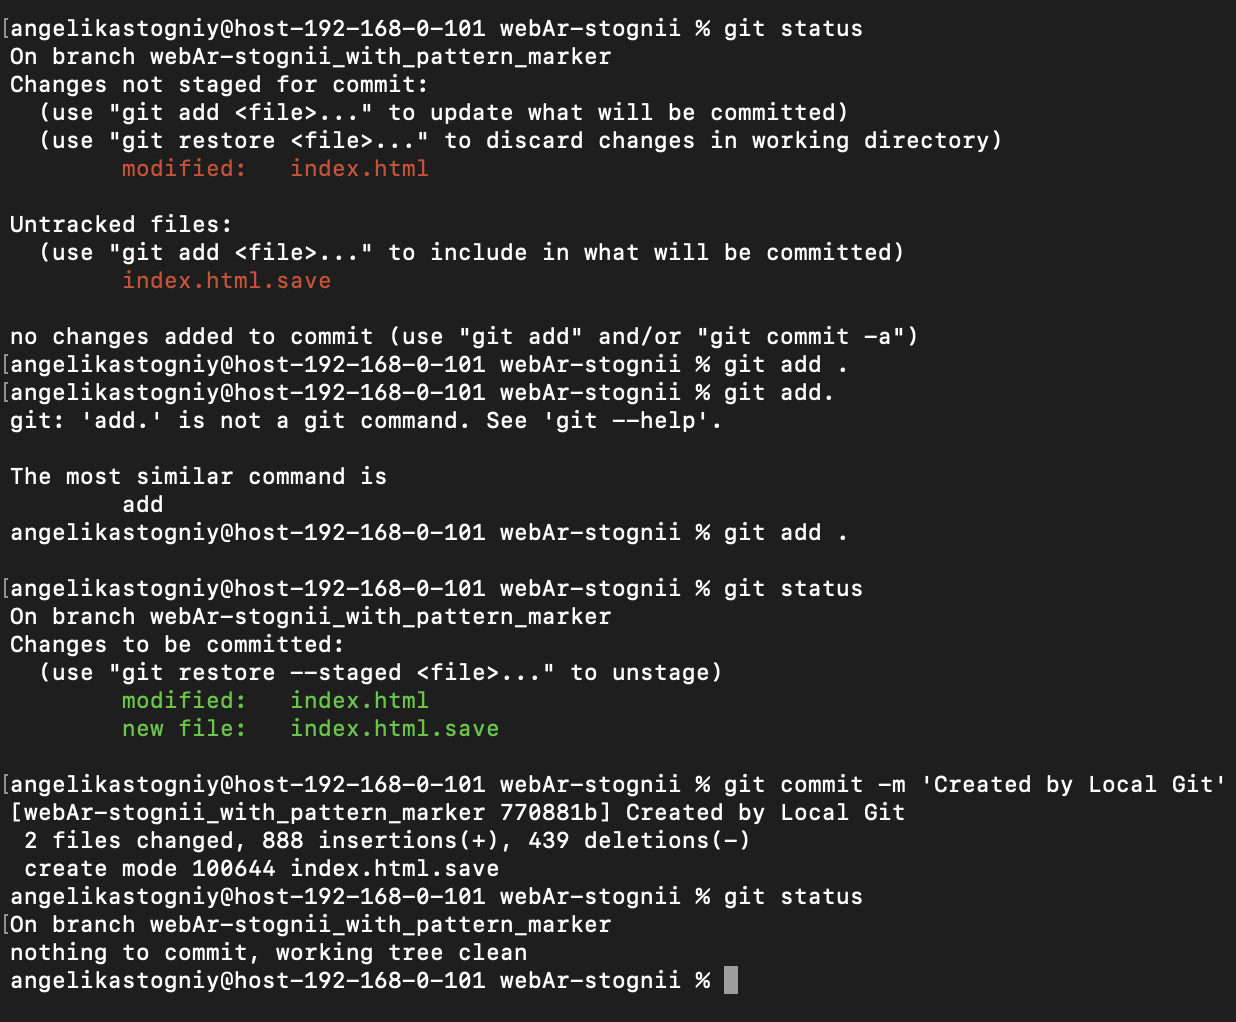 [angelikastogniy@host-192-168-0-101 webAr-stognii % git status
On branch webAr-stognii_with_pattern_marker
Changes not staged for commit:
  (use "git add <file>..." to update what will be committed)
  (use "git restore <file>..." to discard changes in working directory)
        modified:   index.html

Untracked files:
  (use "git add <file>..." to include in what will be committed)
        index.html.save

no changes added to commit (use "git add" and/or "git commit -a")
[angelikastogniy@host-192-168-0-101 webAr-stognii % git add .
[angelikastogniy@host-192-168-0-101 webAr-stognii % git add.
git: 'add.' is not a git command. See 'git --help'.

The most similar command is
        add
angelikastogniy@host-192-168-0-101 webAr-stognii % git add .

[angelikastogniy@host-192-168-0-101 webAr-stognii % git status
On branch webAr-stognii_with_pattern_marker
Changes to be committed:
  (use "git restore --staged <file>..." to unstage)
        modified:   index.html
        new file:   index.html.save

[angelikastogniy@host-192-168-0-101 webAr-stognii % git commit -m 'Created by Local Git'
[webAr-stognii_with_pattern_marker 770881b] Created by Local Git
 2 files changed, 888 insertions(+), 439 deletions(-)
 create mode 100644 index.html.save
angelikastogniy@host-192-168-0-101 webAr-stognii % git status
[On branch webAr-stognii_with_pattern_marker
nothing to commit, working tree clean
angelikastogniy@host-192-168-0-101 webAr-stognii %